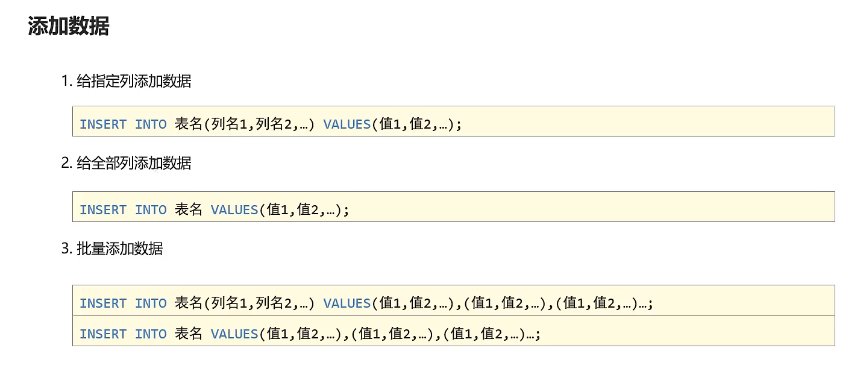 添加数据
1. 给指定列添加数据
INSERT INTO 表名(列名1,列名2,…) VALUES(值1,值2,…);
2. 给全部列添加数据
INSERT INTO 表名 VALUES(值1,值2,…);
3. 批量添加数据
INSERT INTO 表名(列名1,列名2,…) VALUES(值1,值2,…),(值1,值2,…),(值1,值2,…)…;
INSERT INTO 表名 VALUES(值1,值2,…),(值1,值2,…),(值1,值2,…)…;